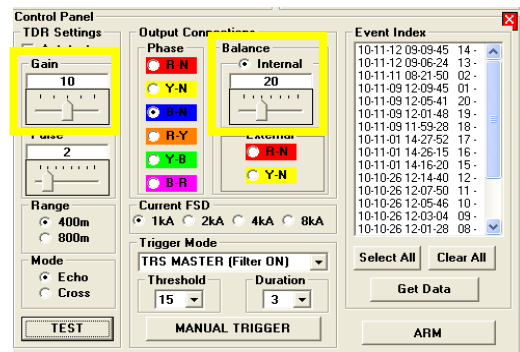 Control Panel
TDR Settings
Gain
10
Pulse
2
Range
400m
800m
Mode
Echo
Cross
TEST
Output Connections
Phase
R-N
Y-N
B-N
R-Y
Y-B
B-R
Balance
Internal
20
External
R-N
Y-N
Current FSD
1kA 2kA 4kA 8kA
Trigger Mode
TRS MASTER (Filter ON)
Threshold Duration
15 3
MANUAL TRIGGER
Event Index
10-11-12 09-09-45 14 -
10-11-12 09-06-24 13 -
10-11-11 08-21-50 02 -
10-11-09 12-09-45 01 -
10-11-09 12-05-41 20 -
10-11-09 12-01-48 19 -
10-11-09 11-59-28 18 -
10-11-01 14-27-52 17 -
10-11-01 14-26-15 16 -
10-11-01 14-16-20 15 -
10-10-26 12-14-40 12 -
10-10-26 12-07-50 11 -
10-10-26 12-05-46 10 -
10-10-26 12-03-04 09 -
10-10-26 12-01-28 08 -
Select All Clear All
Get Data
ARM